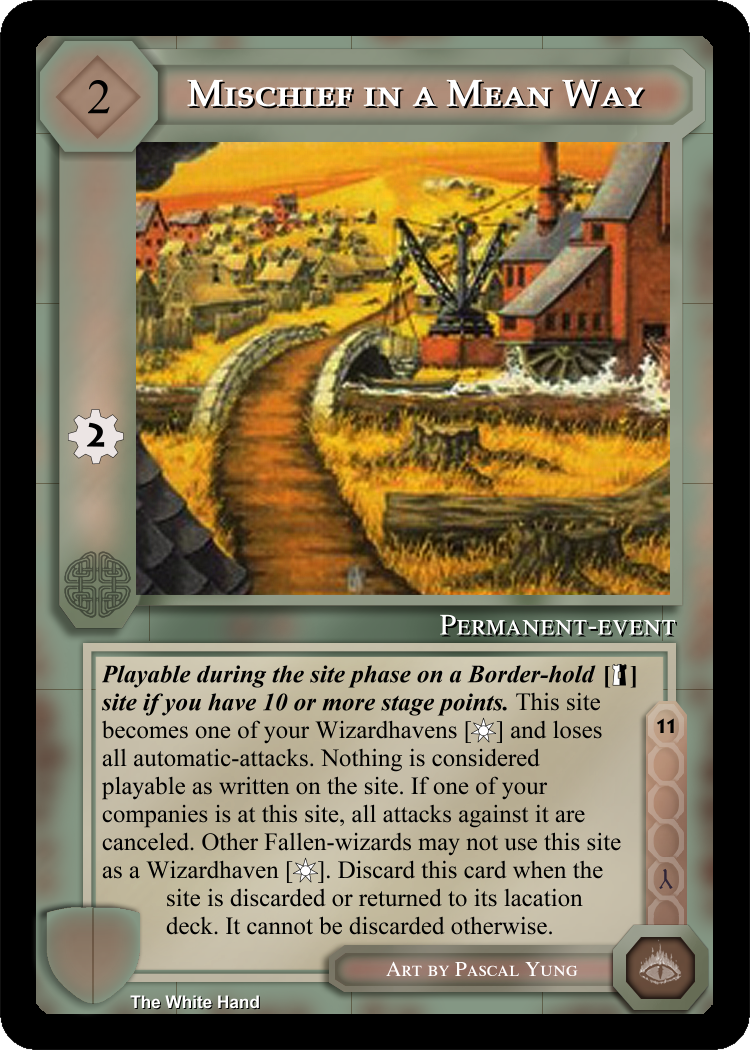 2
Mischief in a Mean Way
2
Permanent-event
Playable during the site phase on a Border-hold []
site if you have 10 or more stage points. This site
becomes one of your Wizardhavens [] and loses
all automatic-attacks. Nothing is considered
playable as written on the site. If one of your
companies is at this site, all attacks against it are
canceled. Other Fallen-wizards may not use this site
as a Wizardhaven []. Discard this card when the
site is discarded or returned to its lacation
deck. It cannot be discarded otherwise.
11
Art by Pascal Yung
The White Hand